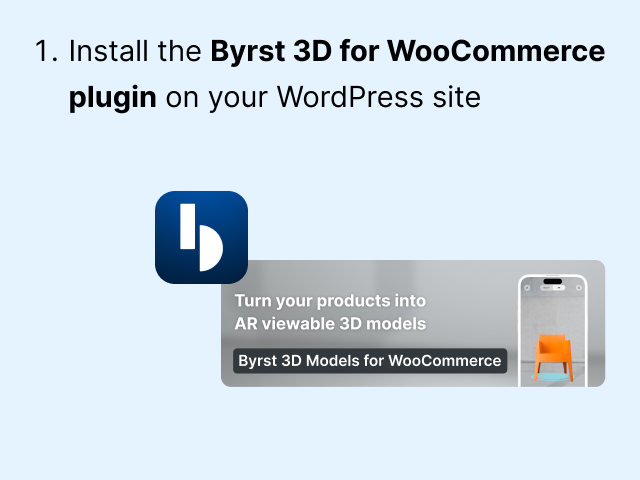 1. Install the Byrst 3D for WooCommerce
plugin on your WordPress site
Turn your products into
AR viewable 3D models
Byrst 3D Models for WooCommerce